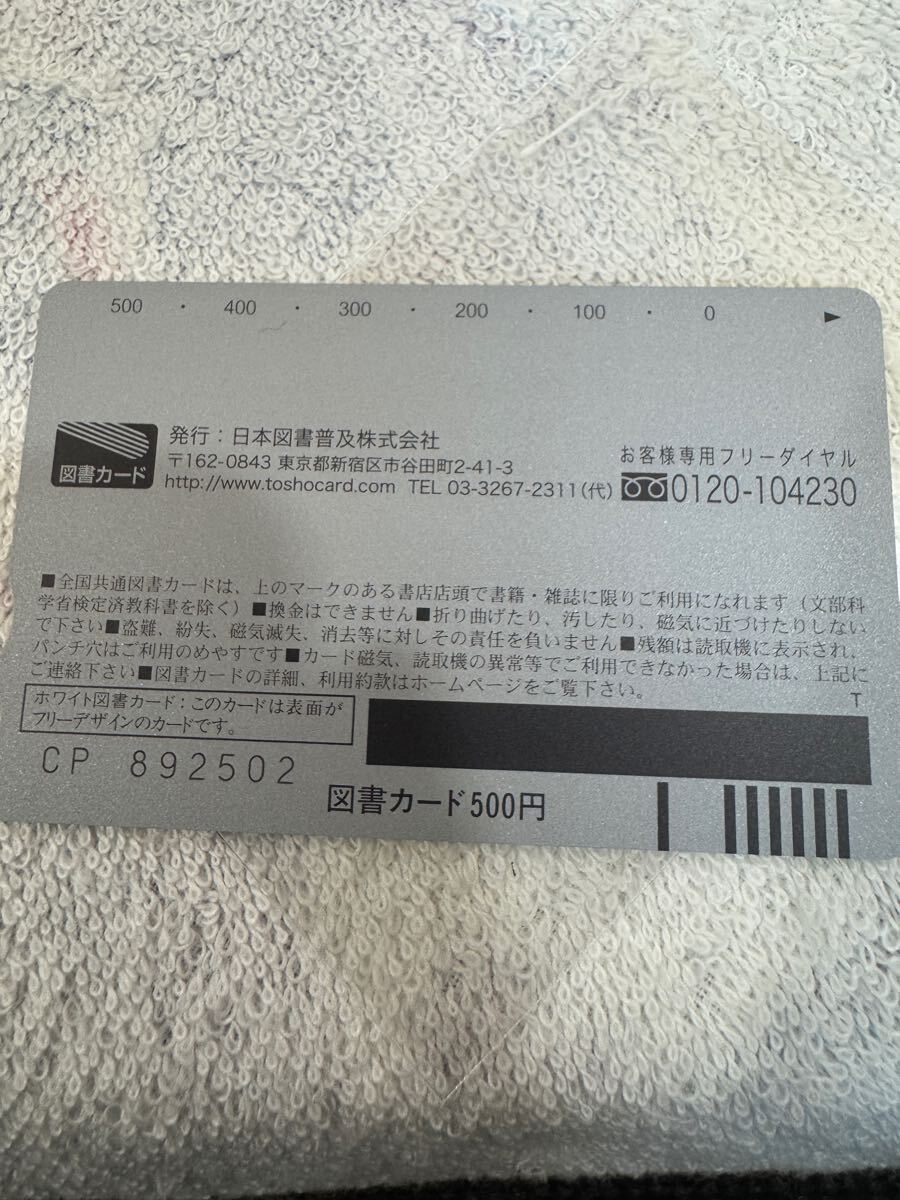 500 ・ 400 ・ 300 ・ 200 ・ 100 ・ 0 ▶
図書カード
発行：日本図書普及株式会社
〒162-0843 東京都新宿区市谷田町2-41-3
http://www.toshocard.com TEL 03-3267-2311(代)
お客様専用フリーダイヤル
0120-104230
■全国共通図書カードは、上のマークのある書店店頭で書籍・雑誌に限りご利用になれます（文部科
学省検定済教科書を除く）■換金はできません■折り曲げたり、汚したり、磁気に近づけたりしない
で下さい■盗難、紛失、磁気滅失、消去等に対しその責任を負いません■残額は読取機に表示され、
パンチ穴はご利用のめやすです■カード磁気、読取機の異常等でご利用できなかった場合は、上記に
ご連絡下さい■図書カードの詳細、利用約款はホームページをご覧下さい。
T
ホワイト図書カード：このカードは表面が
フリーデザインのカードです。
CP 892502
図書カード500円